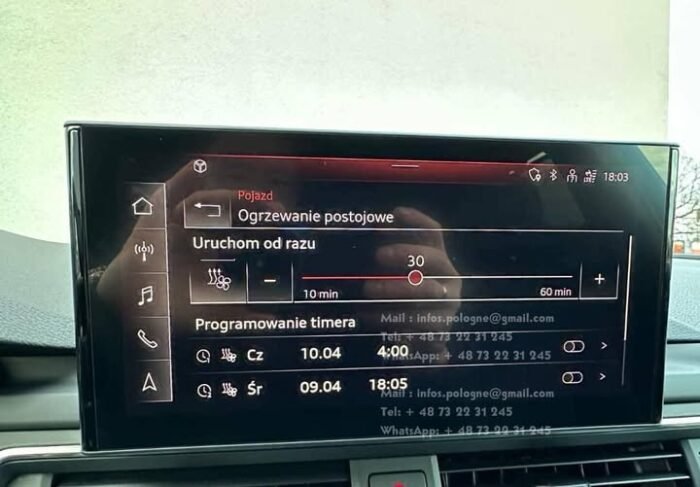 18:03
Pojazd
Ogrzewanie postojowe
Uruchom od razu
30
10 min
60 min
Programowanie timera
Mail : infos.pologne@gmail.com
Tel: + 48 73 22 31 245
Cz 10.04 4:00
WhatsApp: + 48 73 22 31 245
Śr 09.04 18:05
Mail : infos.pologne@gmail.com
Tel: + 48 73 22 31 245
WhatsApp: + 48 73 22 31 245